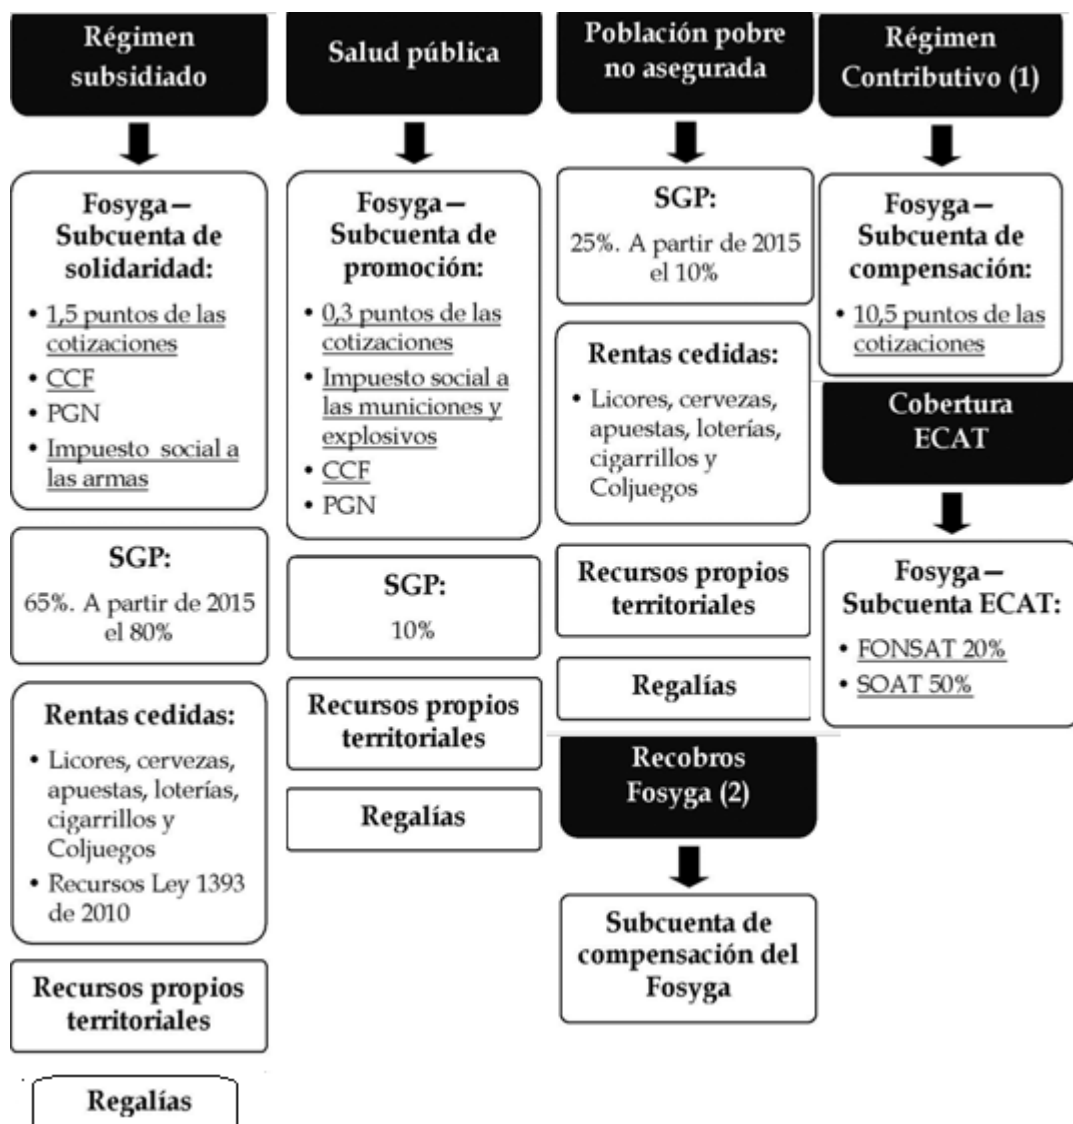 Régimen
subsidiado
Fosyga—
Subcuenta de
solidaridad:
• 1,5 puntos de las
cotizaciones
• CCF
• PGN
• Impuesto social a
las armas
SGP:
65%. A partir de 2015
el 80%
Rentas cedidas:
• Licores, cervezas,
apuestas, loterías,
cigarrillos y
Coljuegos
• Recursos Ley 1393
de 2010
Recursos propios
territoriales
Regalías
Salud pública
Fosyga—
Subcuenta de
promoción:
• 0,3 puntos de las
cotizaciones
• Impuesto social a
las municiones y
explosivos
• CCF
• PGN
SGP:
10%
Recursos propios
territoriales
Regalías
Población pobre
no asegurada
SGP:
25%. A partir de 2015
el 10%
Rentas cedidas:
• Licores, cervezas,
apuestas, loterías,
cigarrillos y
Coljuegos
Recursos propios
territoriales
Regalías
Recobros
Fosyga (2)
Subcuenta de
compensación del
Fosyga
Régimen
Contributivo (1)
Fosyga—
Subcuenta de
compensación:
• 10,5 puntos de las
cotizaciones
Cobertura
ECAT
Fosyga—
Subcuenta ECAT:
• FONSAT 20%
• SOAT 50%